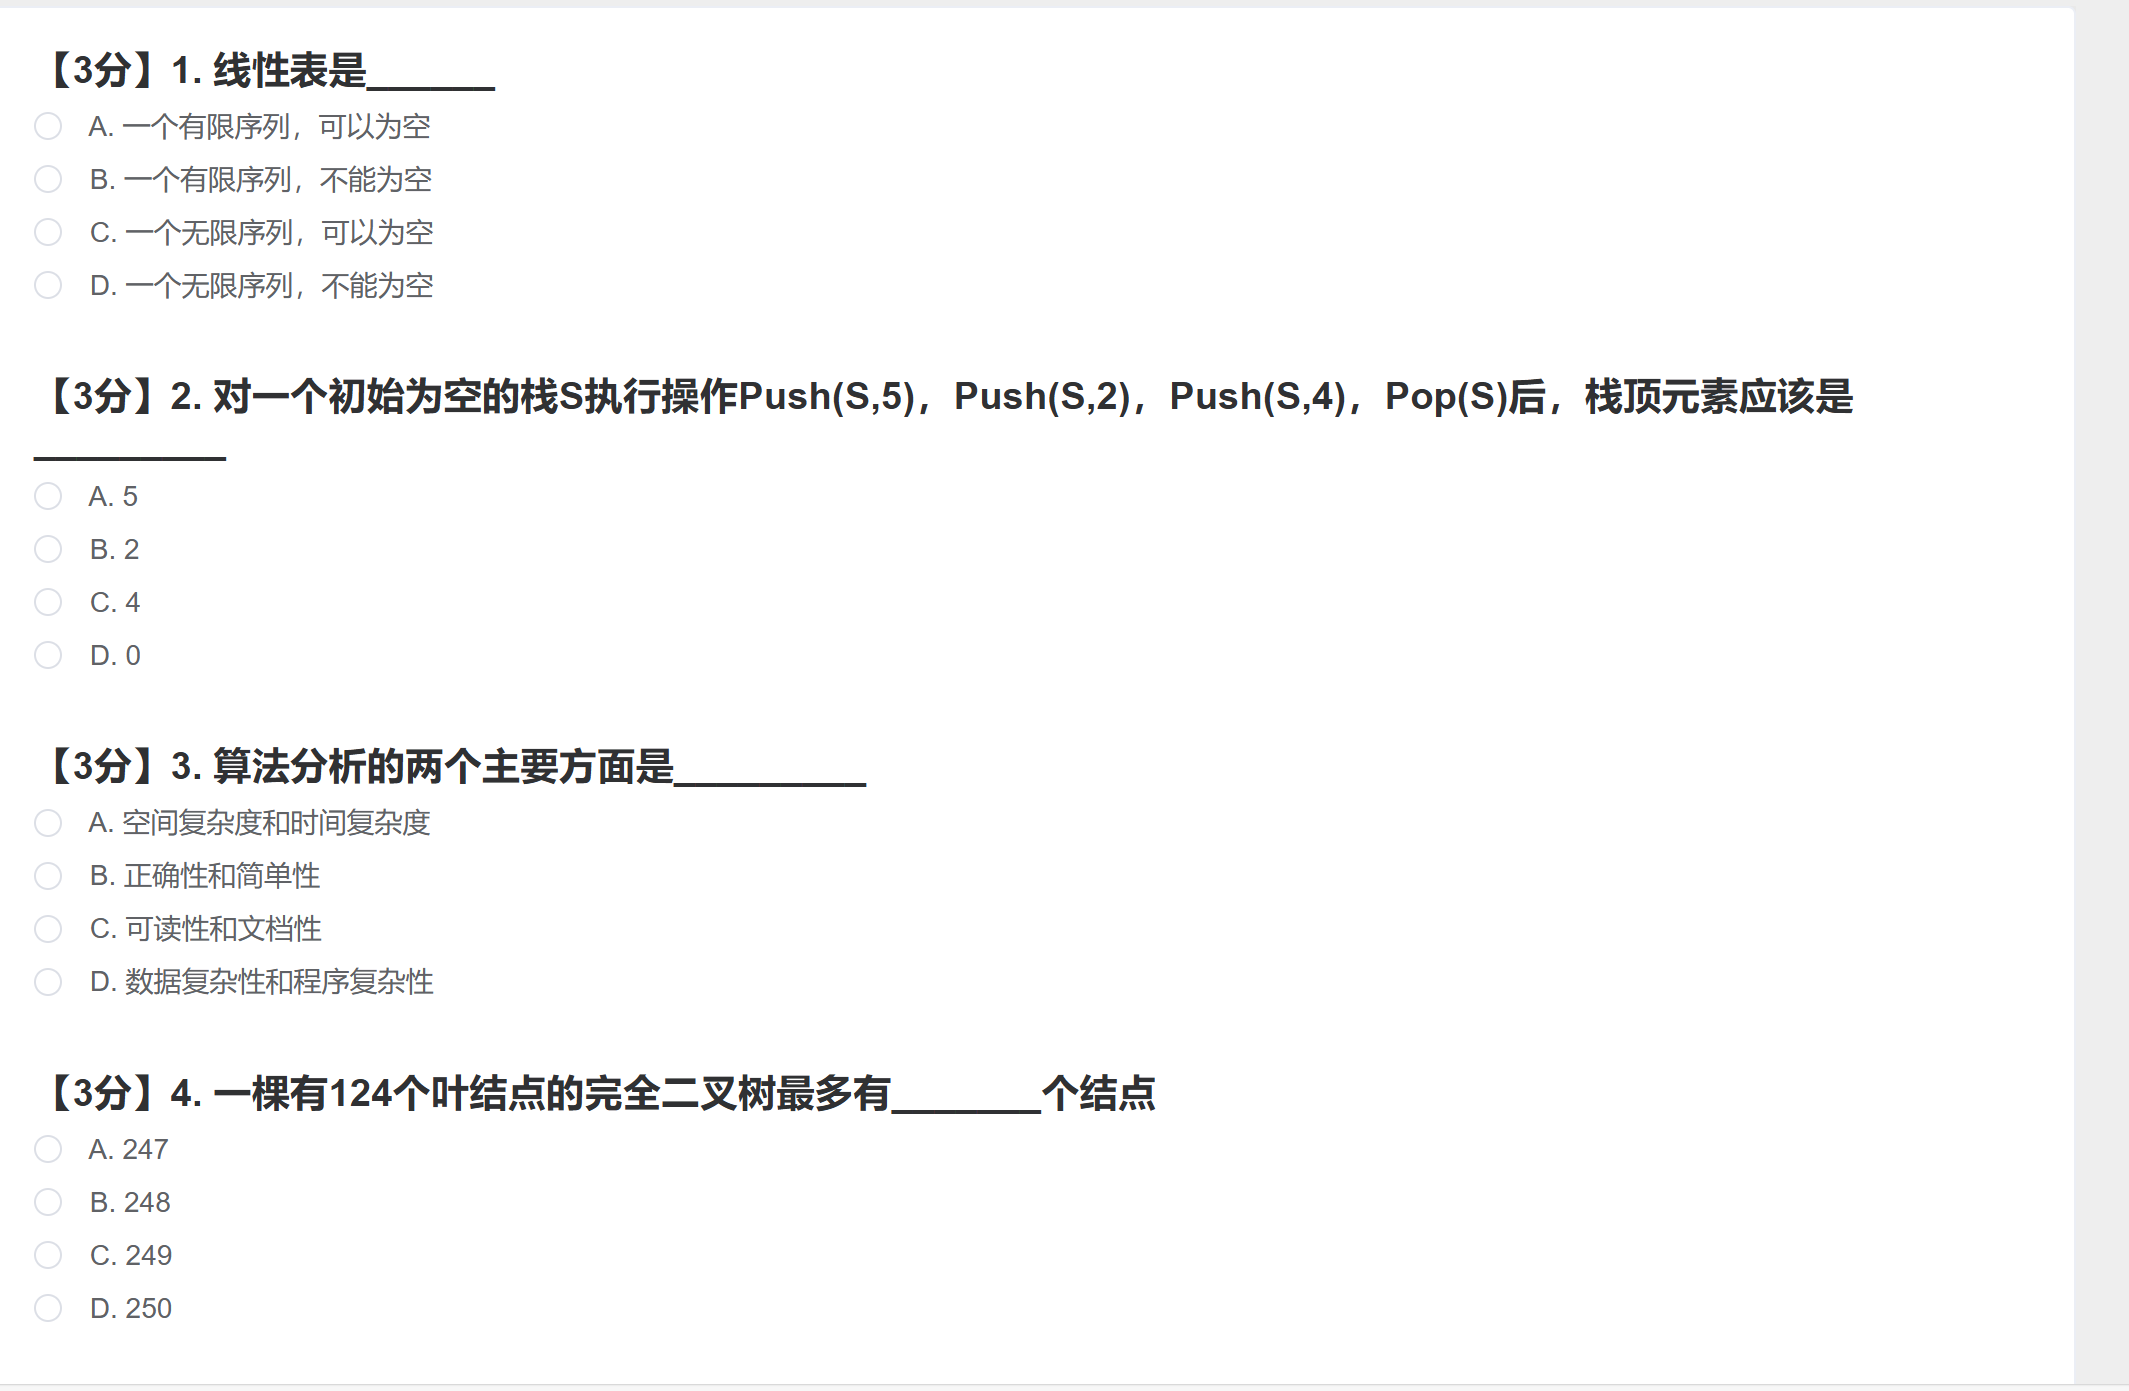 【3分】1. 线性表是______
A. 一个有限序列，可以为空
B. 一个有限序列，不能为空
C. 一个无限序列，可以为空
D. 一个无限序列，不能为空
【3分】2. 对一个初始为空的栈S执行操作Push(S,5)，Push(S,2)，Push(S,4)，Pop(S)后，栈顶元素应该是
_________
A. 5
B. 2
C. 4
D. 0
【3分】3. 算法分析的两个主要方面是_________
A. 空间复杂度和时间复杂度
B. 正确性和简单性
C. 可读性和文档性
D. 数据复杂性和程序复杂性
【3分】4. 一棵有124个叶结点的完全二叉树最多有_______个结点
A. 247
B. 248
C. 249
D. 250